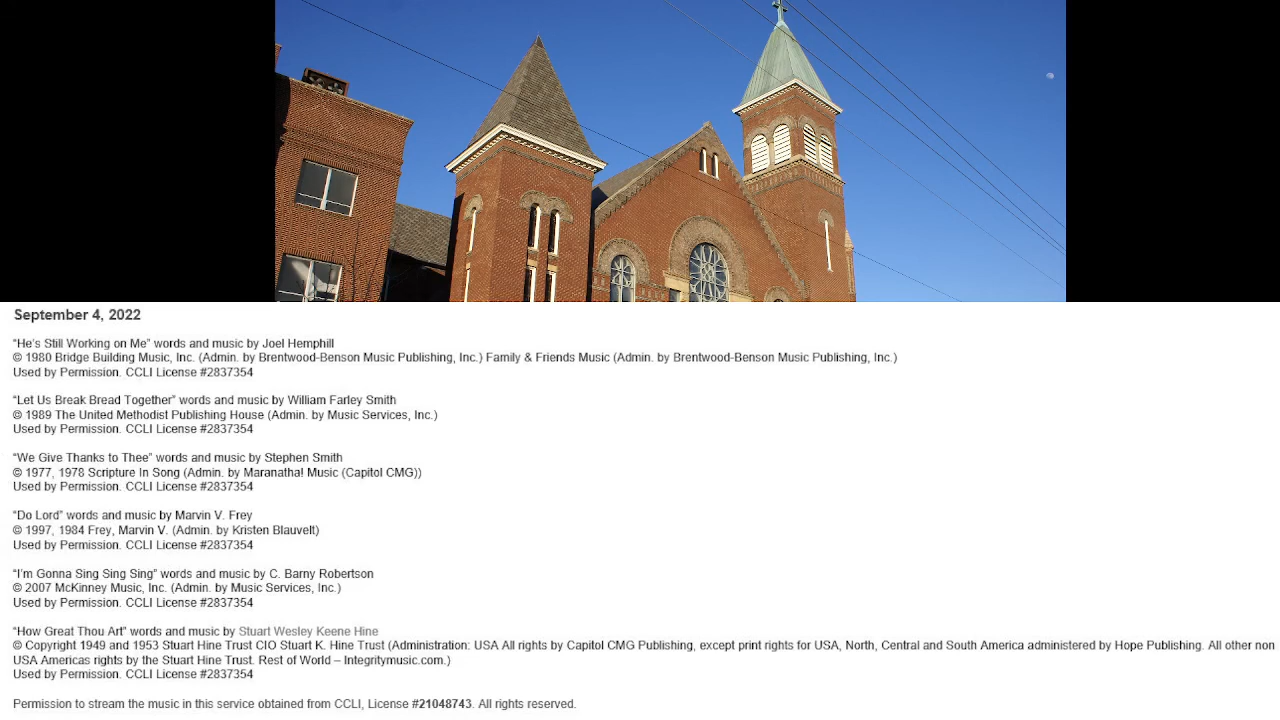 September 4, 2022
“He’s Still Working on Me” words and music by Joel Hemphill
© 1980 Bridge Building Music, Inc. (Admin. by Brentwood-Benson Music Publishing, Inc.) Family & Friends Music (Admin. by Brentwood-Benson Music Publishing, Inc.)
Used by Permission. CCLI License #2837354
“Let Us Break Bread Together” words and music by William Farley Smith
© 1989 The United Methodist Publishing House (Admin. by Music Services, Inc.)
Used by Permission. CCLI License #2837354
“We Give Thanks to Thee” words and music by Stephen Smith
© 1977, 1978 Scripture In Song (Admin. by Maranatha! Music (Capitol CMG))
Used by Permission. CCLI License #2837354
“Do Lord” words and music by Marvin V. Frey
© 1997, 1984 Frey, Marvin V. (Admin. by Kristen Blauvelt)
Used by Permission. CCLI License #2837354
“I’m Gonna Sing Sing Sing” words and music by C. Barny Robertson
© 2007 McKinney Music, Inc. (Admin. by Music Services, Inc.)
Used by Permission. CCLI License #2837354
“How Great Thou Art” words and music by Stuart Wesley Keene Hine
© Copyright 1949 and 1953 Stuart Hine Trust CIO Stuart K. Hine Trust (Administration: USA All rights by Capitol CMG Publishing, except print rights for USA, North, Central and South America administered by Hope Publishing. All other non
USA Americas rights by the Stuart Hine Trust. Rest of World – Integritymusic.com.)
Used by Permission. CCLI License #2837354
Permission to stream the music in this service obtained from CCLI, License #21048743. All rights reserved.